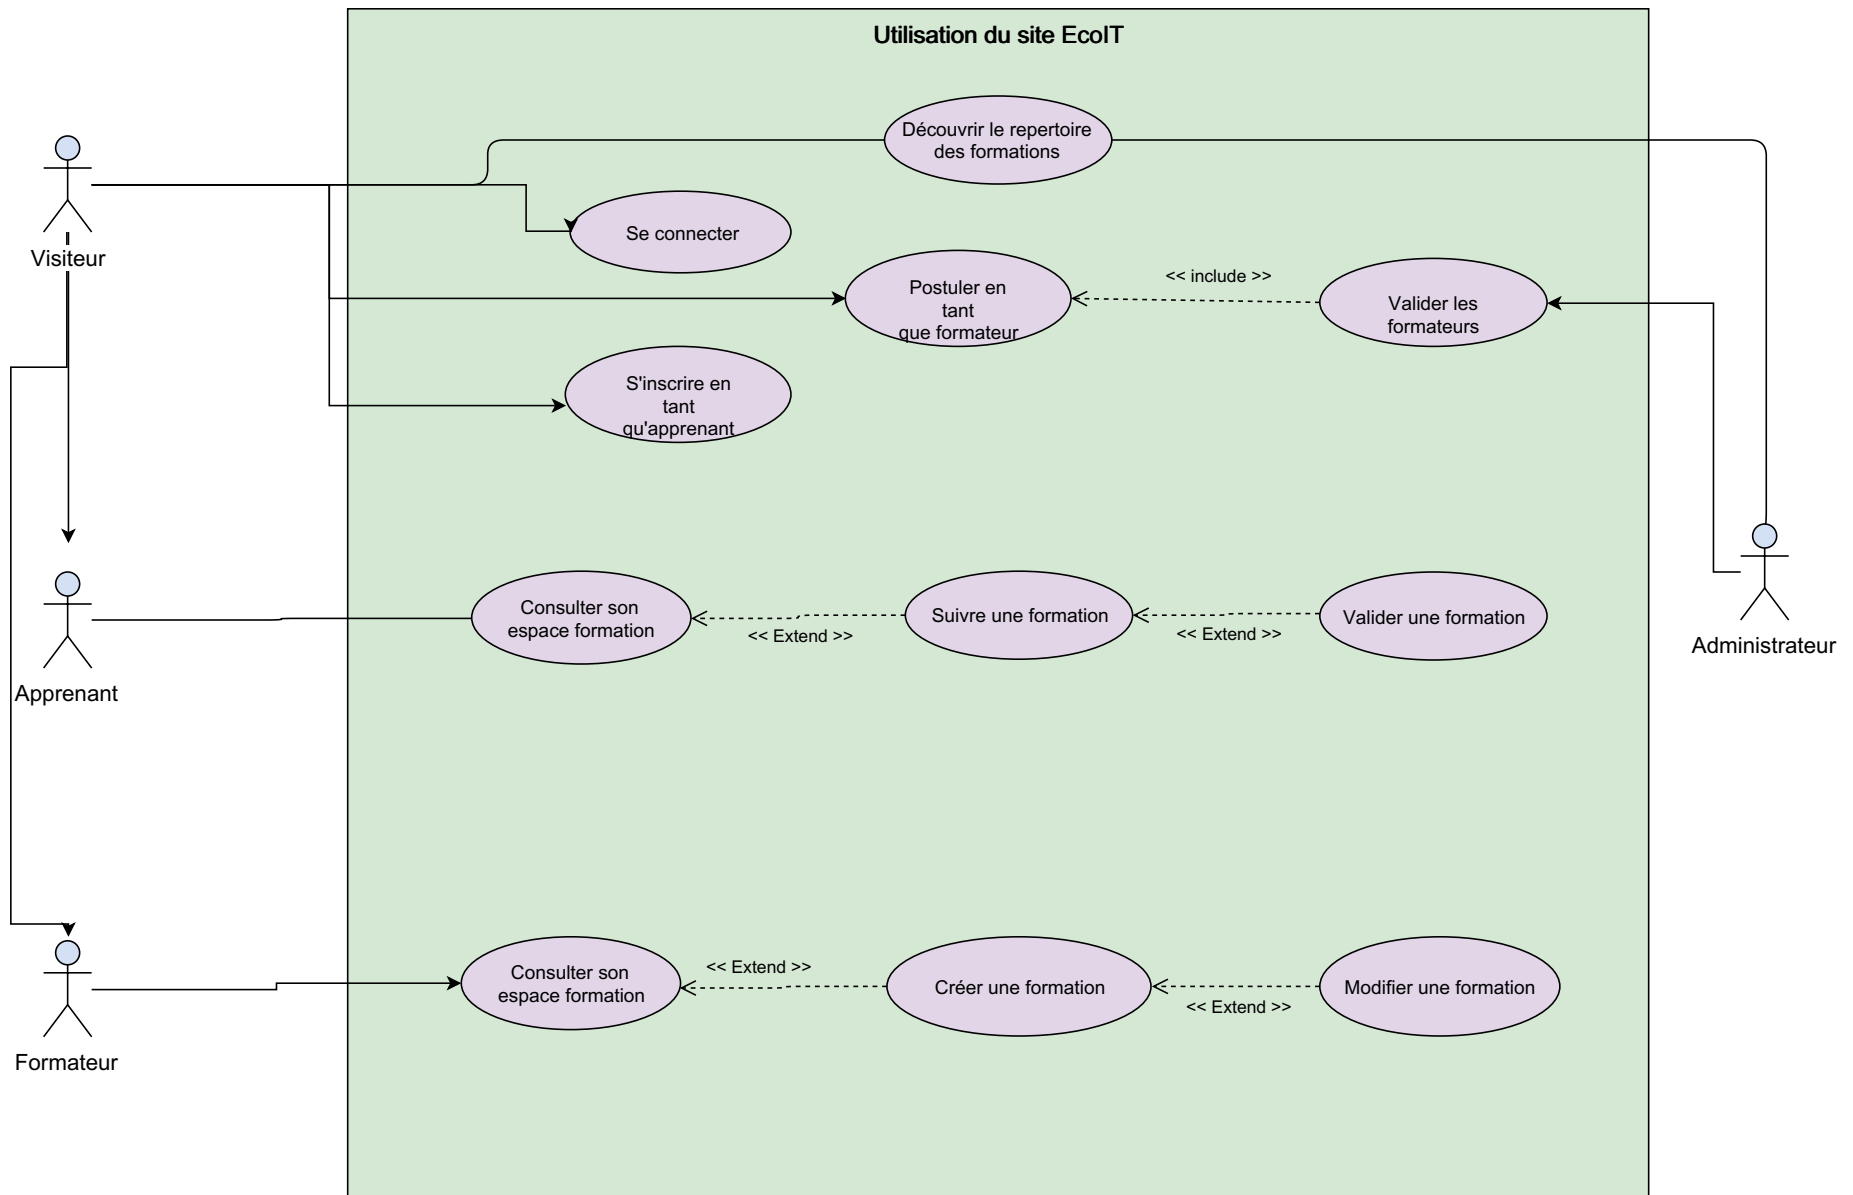 Utilisation du site EcoIT
Découvrir le repertoire
des formations
Se connecter
Visiteur
Postuler en
tant
que formateur
<< include >>
Valider les
formateurs
S'inscrire en
tant
qu'apprenant
Consulter son
espace formation
<< Extend >>
Suivre une formation
<< Extend >>
Valider une formation
Administrateur
Apprenant
Consulter son
espace formation
<< Extend >>
Créer une formation
<< Extend >>
Modifier une formation
Formateur